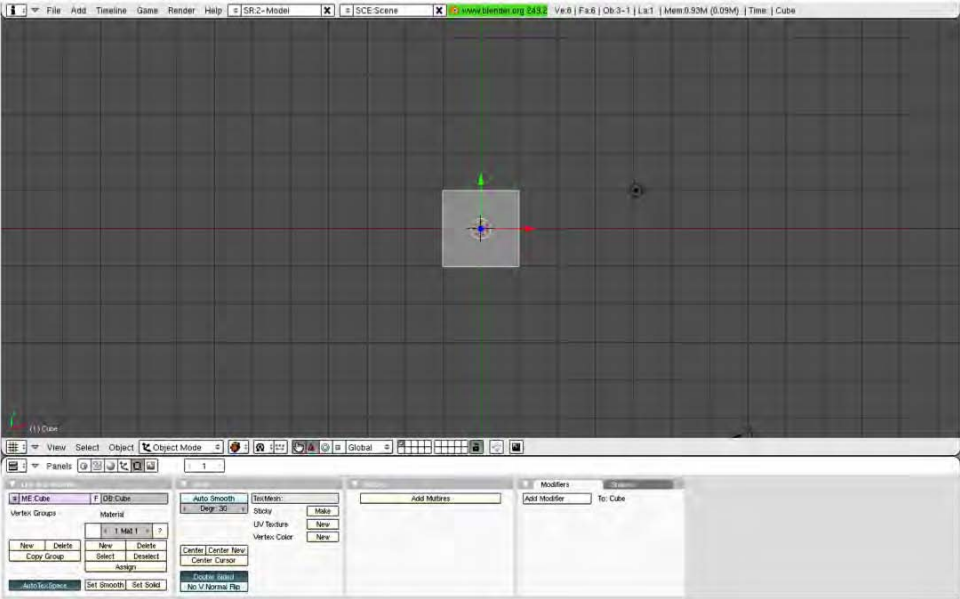 File Add Timeline Game Render Help SR:2-Model X SCE:Scene X www.blender.org 243.2 Ve:8 | Fa:6 | Ob:3-1 | La:1 | Mem:0.93M (0.09M) | Time: | Cube
(1) Cube
View Select Object Object Mode Global
Panels 1
Modifiers
ME:Cube F OB:Cube Auto Smooth TexMesh: Add Multires Add Modifier To: Cube
Degr: 30 Sticky Make
Vertex Groups Material
UV Texture New
1 Mat 1 ?
Vertex Color New
New Delete New Delete
Copy Group Select Deselect
Center Center New
Assign
Center Cursor
Double Sided
AutoTexSpace Set Smooth Set Solid
No V.Normal Flip